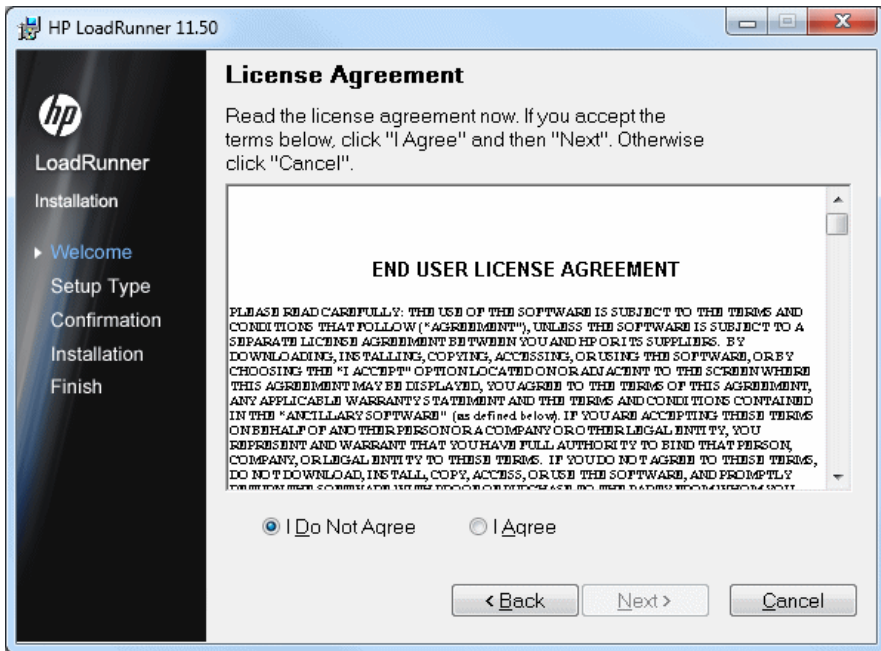 HP LoadRunner 11.50
hp
LoadRunner
Installation
Welcome
Setup Type
Confirmation
Installation
Finish
License Agreement
Read the license agreement now. If you accept the
terms below, click "I Agree" and then "Next". Otherwise
click "Cancel".
END USER LICENSE AGREEMENT
PLEASE READ CAREFULLY: THE USE OF THE SOFTWARE IS SUBJECT TO THE TERMS AND
CONDITIONS THAT FOLLOW ("AGREEMENT"), UNLESS THE SOFTWARE IS SUBJECT TO A
SEPARATE LICENSE AGREEMENT BETWEEN YOU AND HP OR ITS SUPPLIERS. BY
DOWNLOADING, INSTALLING, COPYING, ACCESSING, OR USING THE SOFTWARE, OR BY
CHOOSING THE "I ACCEPT" OPTION LOCATED ON OR ADJACENT TO THE SCREEN WHERE
THIS AGREEMENT MAY BE DISPLAYED, YOU AGREE TO THE TERMS OF THIS AGREEMENT,
ANY APPLICABLE WARRANTY STATEMENT AND THE TERMS AND CONDITIONS CONTAINED
IN THE "ANCILLARY SOFTWARE" (as defined below). IF YOU ARE ACCEPTING THESE TERMS
ON BEHALF OF ANOTHER PERSON OR A COMPANY OR OTHER LEGAL ENTITY, YOU
REPRESENT AND WARRANT THAT YOU HAVE FULL AUTHORITY TO BIND THAT PERSON,
COMPANY, OR LEGAL ENTITY TO THESE TERMS. IF YOU DO NOT AGREE TO THESE TERMS,
DO NOT DOWNLOAD, INSTALL, COPY, ACCESS, OR USE THE SOFTWARE, AND PROMPTLY
I Do Not Agree
I Agree
< Back
Next >
Cancel